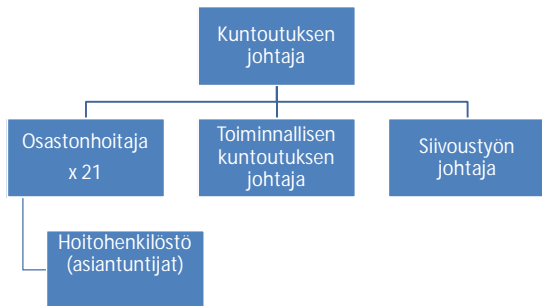 Kuntoutuksen
johtaja
Osastonhoitaja
x 21
Toiminnallisen
kuntoutuksen
johtaja
Siivoustyön
johtaja
Hoitohenkilöstö
(asiantuntijat)